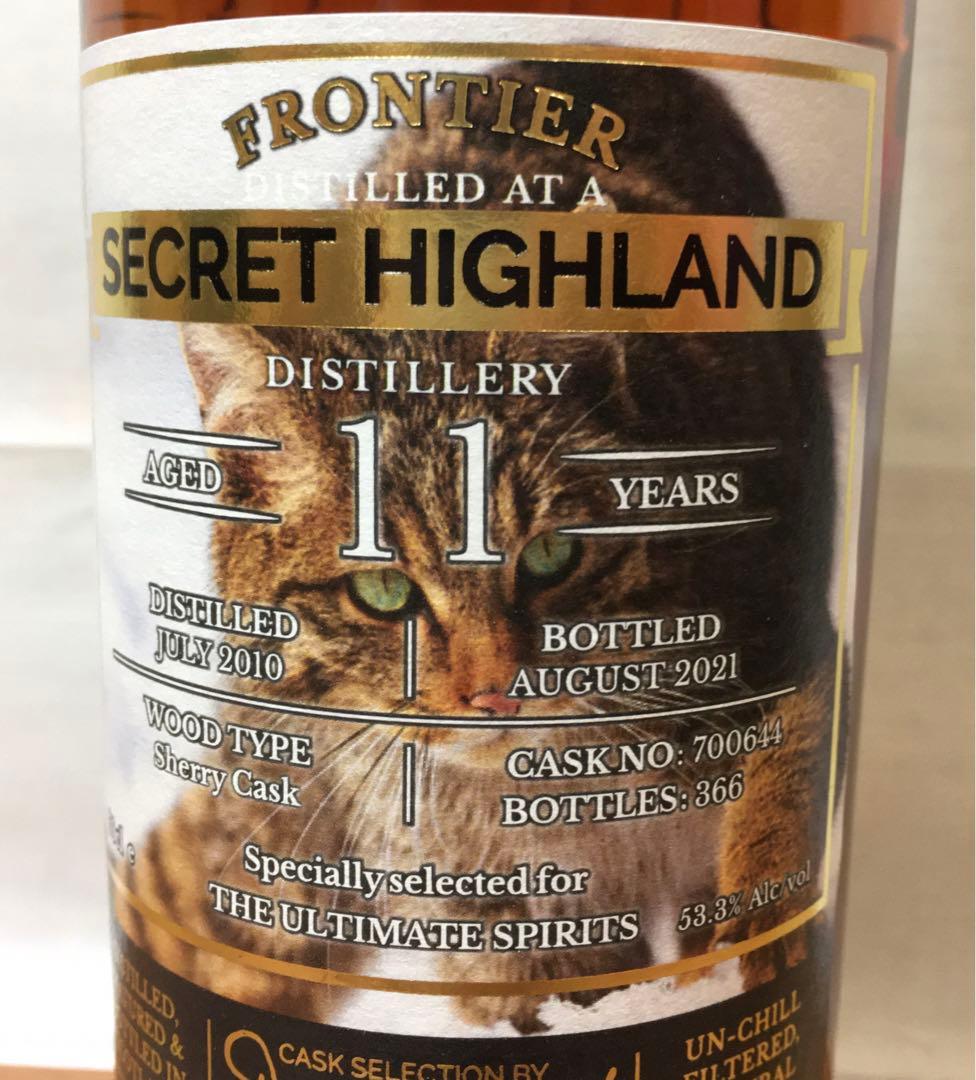 FRONTIER
DISTILLED AT A
SECRET HIGHLAND
DISTILLERY
AGED 11 YEARS
DISTILLED
JULY 2010
BOTTLED
AUGUST 2021
WOOD TYPE
Sherry Cask
CASK NO: 700644
BOTTLES: 366
Specially selected for
THE ULTIMATE SPIRITS
53.3% Alc/vol
CASK SELECTION BY
UN-CHILL
FILTERED,